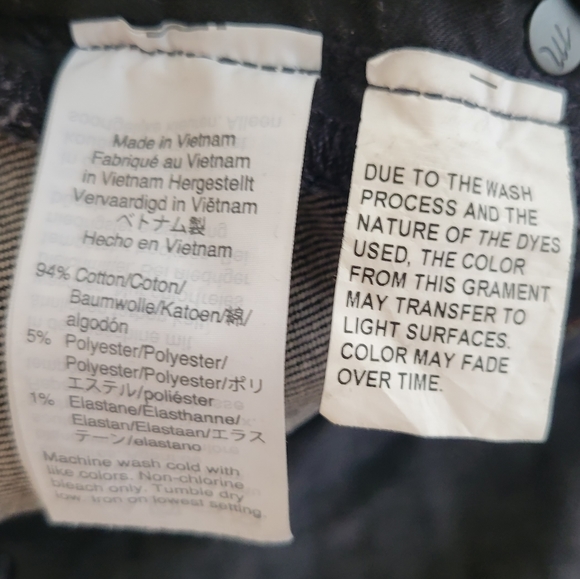 Made in Vietnam
Fabriqué au Vietnam
in Vietnam Hergestellt
Vervaardigd in Viêtnam
ベトナム製
Hecho en Vietnam
94% Cotton/Coton/
Baumwolle/Katoen/綿/
algodón
5% Polyester/Polyester/
Polyester/Polyester/ポリ
エステル/poliéster
1% Elastane/Élasthanne/
Elastan/Elastaan/エラス
テーン/elastano
Machine wash cold with
like colors. Non-chlorine
bleach only. Tumble dry
low. Iron on lowest setting.
DUE TO THE WASH
PROCESS AND THE
NATURE OF THE DYES
USED, THE COLOR
FROM THIS GRAMENT
MAY TRANSFER TO
LIGHT SURFACES.
COLOR MAY FADE
OVER TIME.